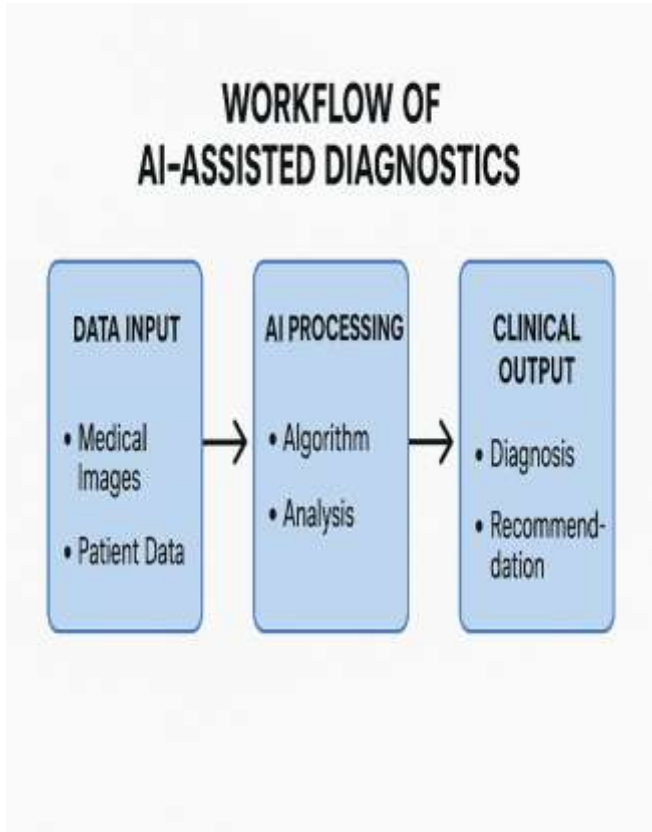 WORKFLOW OF
AI-ASSISTED DIAGNOSTICS
DATA INPUT
• Medical
Images
• Patient Data
AI PROCESSING
• Algorithm
• Analysis
CLINICAL
OUTPUT
• Diagnosis
• Recommend-
dation